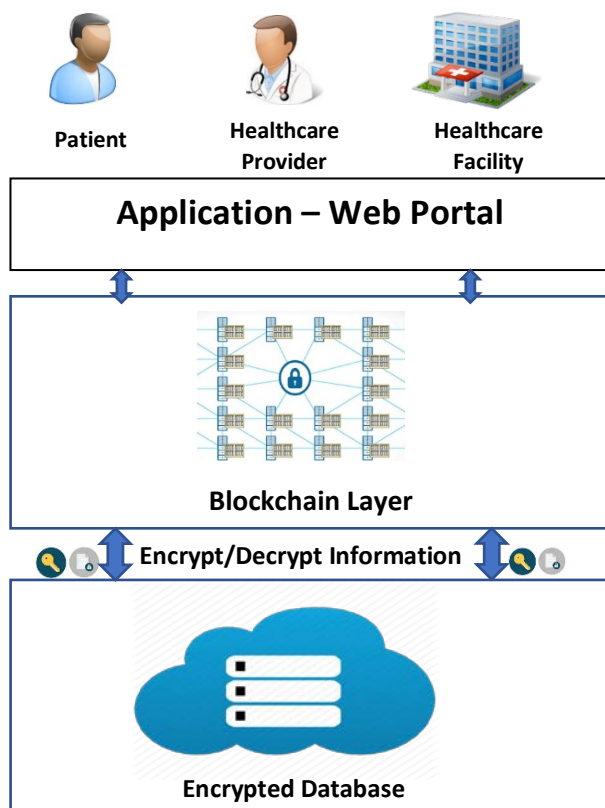 Patient
Healthcare
Provider
Healthcare
Facility
Application – Web Portal
Blockchain Layer
Encrypt/Decrypt Information
Encrypted Database